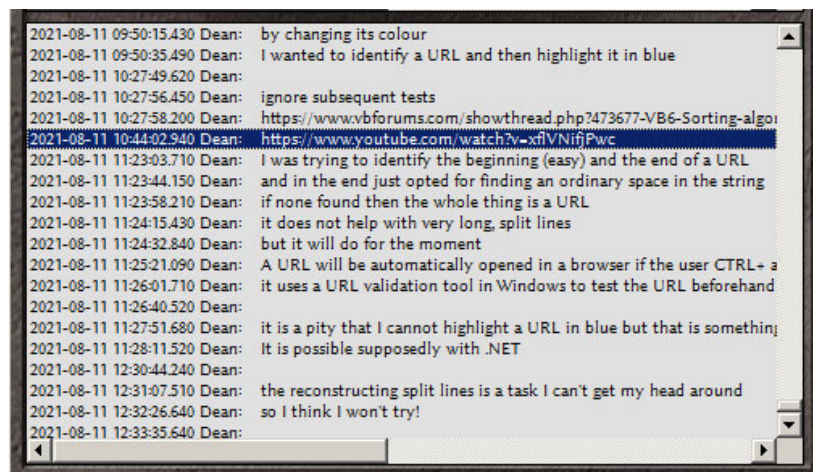 2021-08-11 09:50:15.430 Dean: by changing its colour
2021-08-11 09:50:35.490 Dean: I wanted to identify a URL and then highlight it in blue
2021-08-11 10:27:49.620 Dean:
2021-08-11 10:27:56.450 Dean: ignore subsequent tests
2021-08-11 10:27:58.200 Dean: https://www.vbforums.com/showthread.php?473677-VB6-Sorting-algor
2021-08-11 10:44:02.940 Dean: https://www.youtube.com/watch?v=xflVNifjPwc
2021-08-11 11:23:03.710 Dean: I was trying to identify the beginning (easy) and the end of a URL
2021-08-11 11:23:44.150 Dean: and in the end just opted for finding an ordinary space in the string
2021-08-11 11:23:58.210 Dean: if none found then the whole thing is a URL
2021-08-11 11:24:15.430 Dean: it does not help with very long, split lines
2021-08-11 11:24:32.840 Dean: but it will do for the moment
2021-08-11 11:25:21.090 Dean: A URL will be automatically opened in a browser if the user CTRL+ a
2021-08-11 11:26:01.710 Dean: it uses a URL validation tool in Windows to test the URL beforehand
2021-08-11 11:26:40.520 Dean:
2021-08-11 11:27:51.680 Dean: it is a pity that I cannot highlight a URL in blue but that is something
2021-08-11 11:28:11.520 Dean: It is possible supposedly with .NET
2021-08-11 12:30:44.240 Dean:
2021-08-11 12:31:07.510 Dean: the reconstructing split lines is a task I can't get my head around
2021-08-11 12:32:26.640 Dean: so I think I won't try!
2021-08-11 12:33:35.640 Dean: